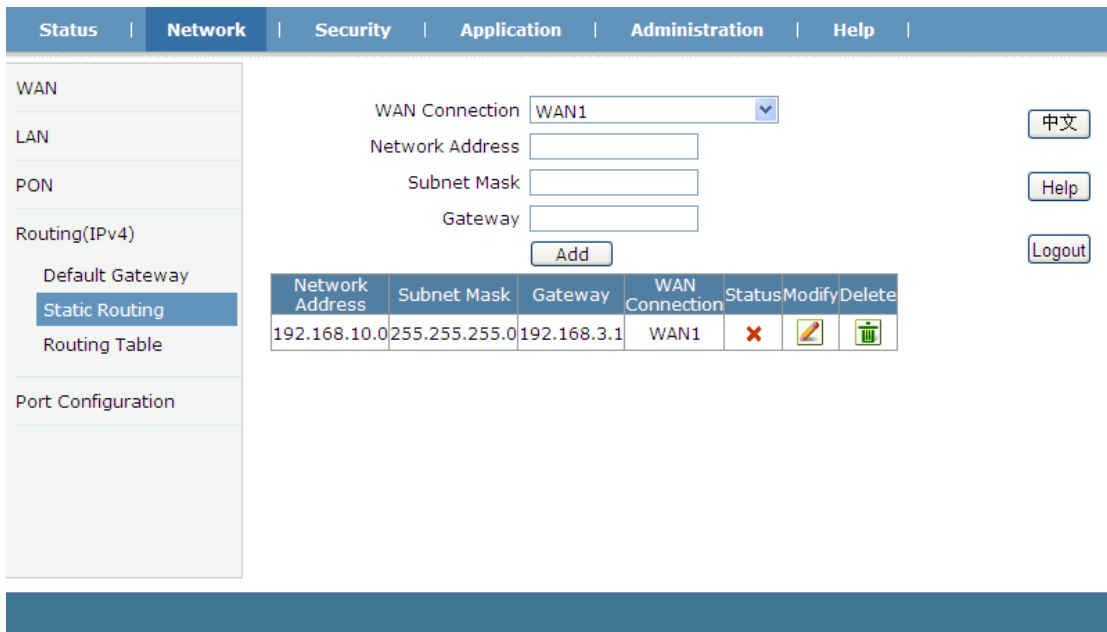 Status | Network | Security | Application | Administration | Help |
WAN
LAN
PON
Routing(IPv4)
Default Gateway
Static Routing
Routing Table
Port Configuration
WAN Connection WAN1
Network Address
Subnet Mask
Gateway
Add
Network Address Subnet Mask Gateway WAN Connection Status Modify Delete
192.168.10.0 255.255.255.0 192.168.3.1 WAN1
中文
Help
Logout